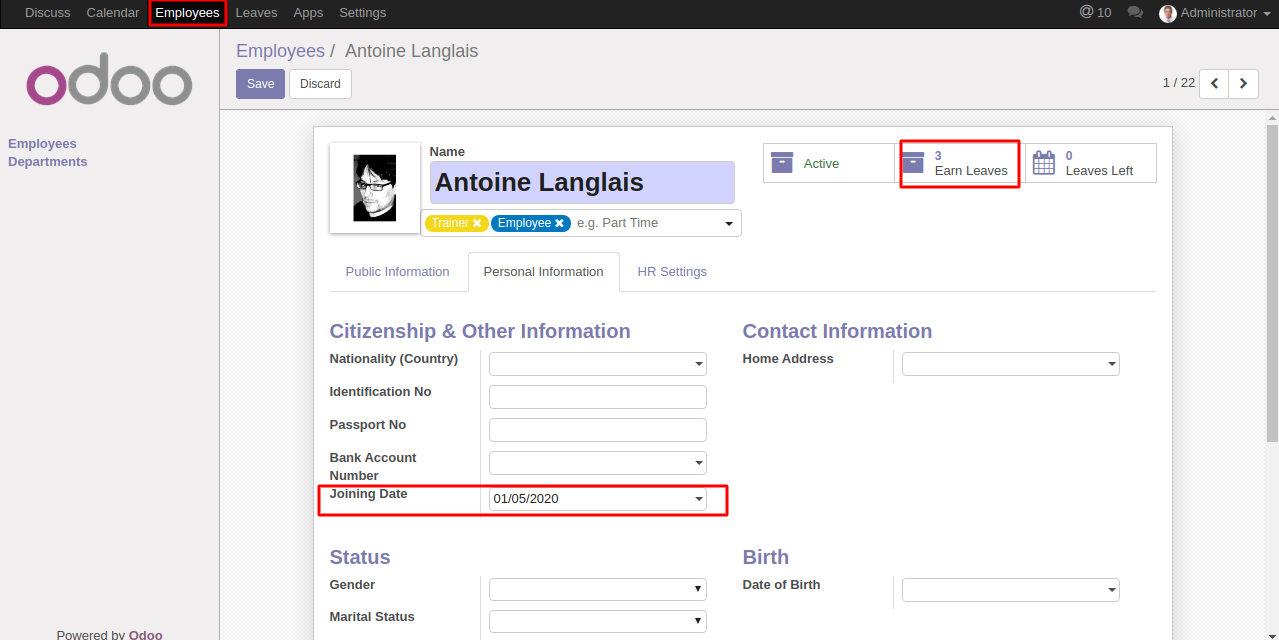 Discuss Calendar Employees Leaves Apps Settings @ 10 Administrator
odoo
Employees
Departments
Powered by Odoo
Employees / Antoine Langlais
Save Discard 1 / 22
Name
Antoine Langlais
Trainer × Employee × e.g. Part Time
Active
3
Earn Leaves
0
Leaves Left
Public Information Personal Information HR Settings
Citizenship & Other Information
Nationality (Country)
Identification No
Passport No
Bank Account
Number
Joining Date 01/05/2020
Contact Information
Home Address
Status
Gender
Marital Status
Birth
Date of Birth